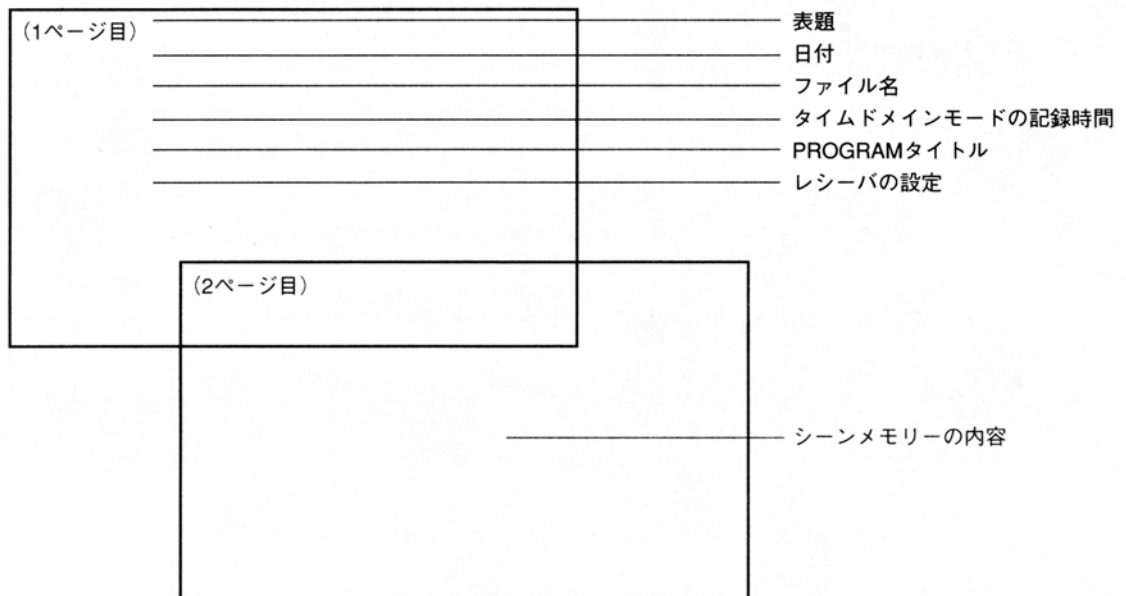 (1ページ目)
表題
日付
ファイル名
タイムドメインモードの記録時間
PROGRAMタイトル
レシーバの設定
(2ページ目)
シーンメモリーの内容